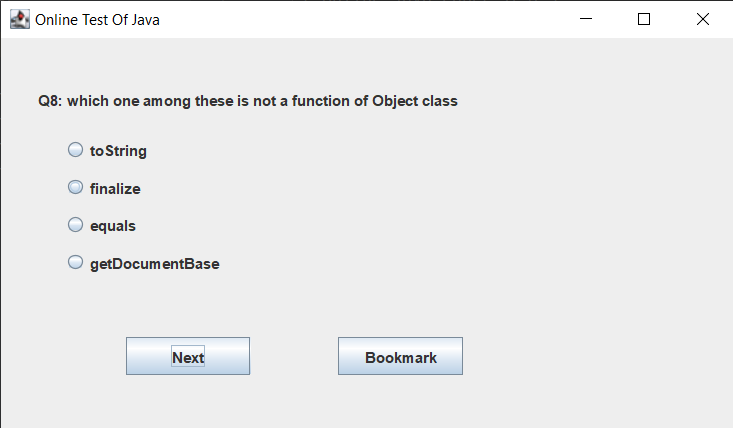 Online Test Of Java
Q8: which one among these is not a function of Object class
toString
finalize
equals
getDocumentBase
Next
Bookmark